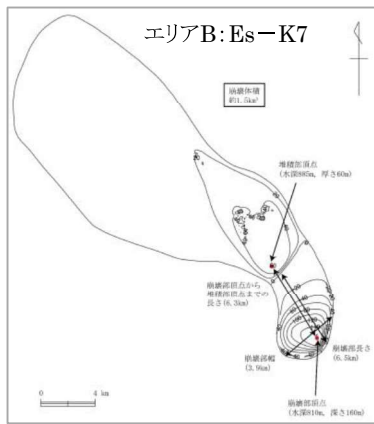 エリアB:Es-K7
崩壊体積
約1.5km³
堆積部頂点
(水深885m, 厚さ60m)
崩壊部頂点から
堆積部頂点までの
長さ(6.3km)
崩壊部長さ
(6.5km)
崩壊部幅
(3.9km)
0 4 km
崩壊部頂点
(水深810m, 深さ160m)